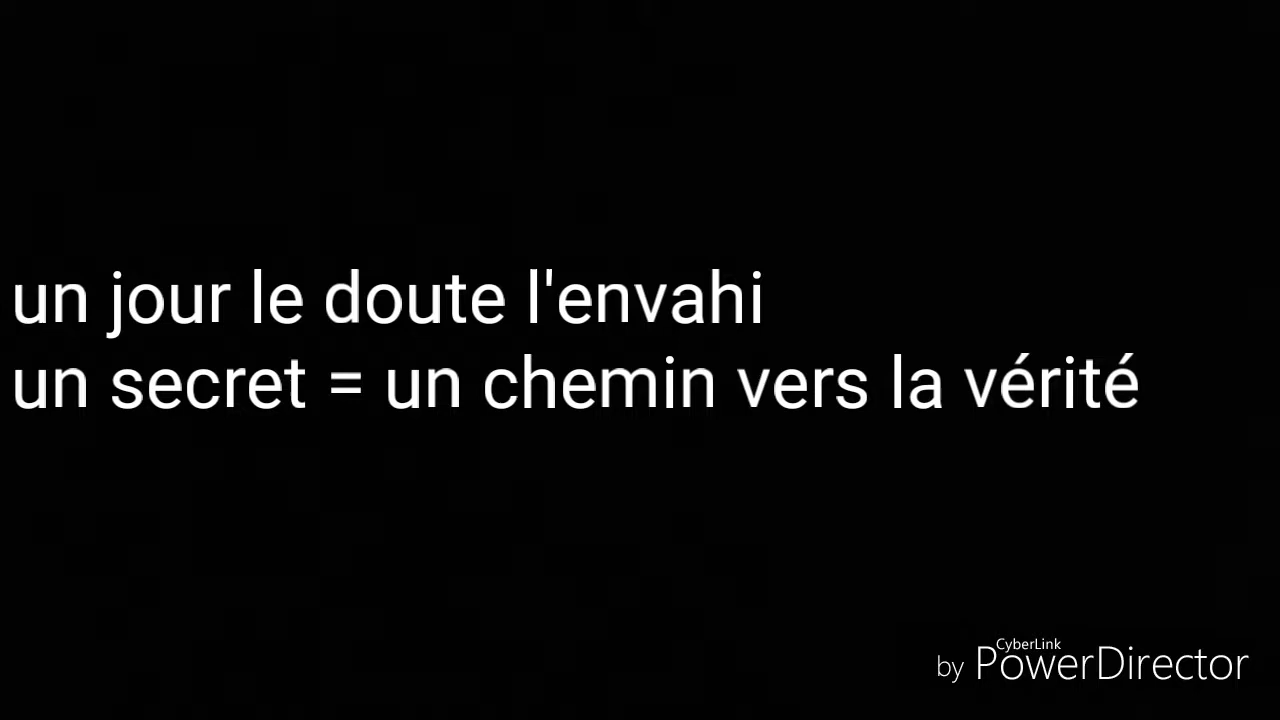 un jour le doute l'envahi
un secret = un chemin vers la vérité
CyberLink
by PowerDirector